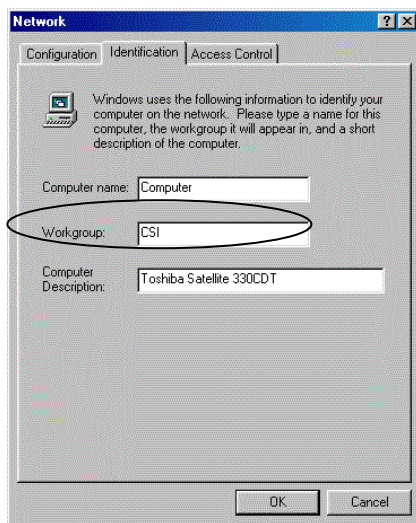 Network
Configuration Identification Access Control
Windows uses the following information to identify your
computer on the network. Please type a name for this
computer, the workgroup it will appear in, and a short
description of the computer.
Computer name: Computer
Workgroup: CSI
Computer
Description: Toshiba Satellite 330CDT
OK Cancel